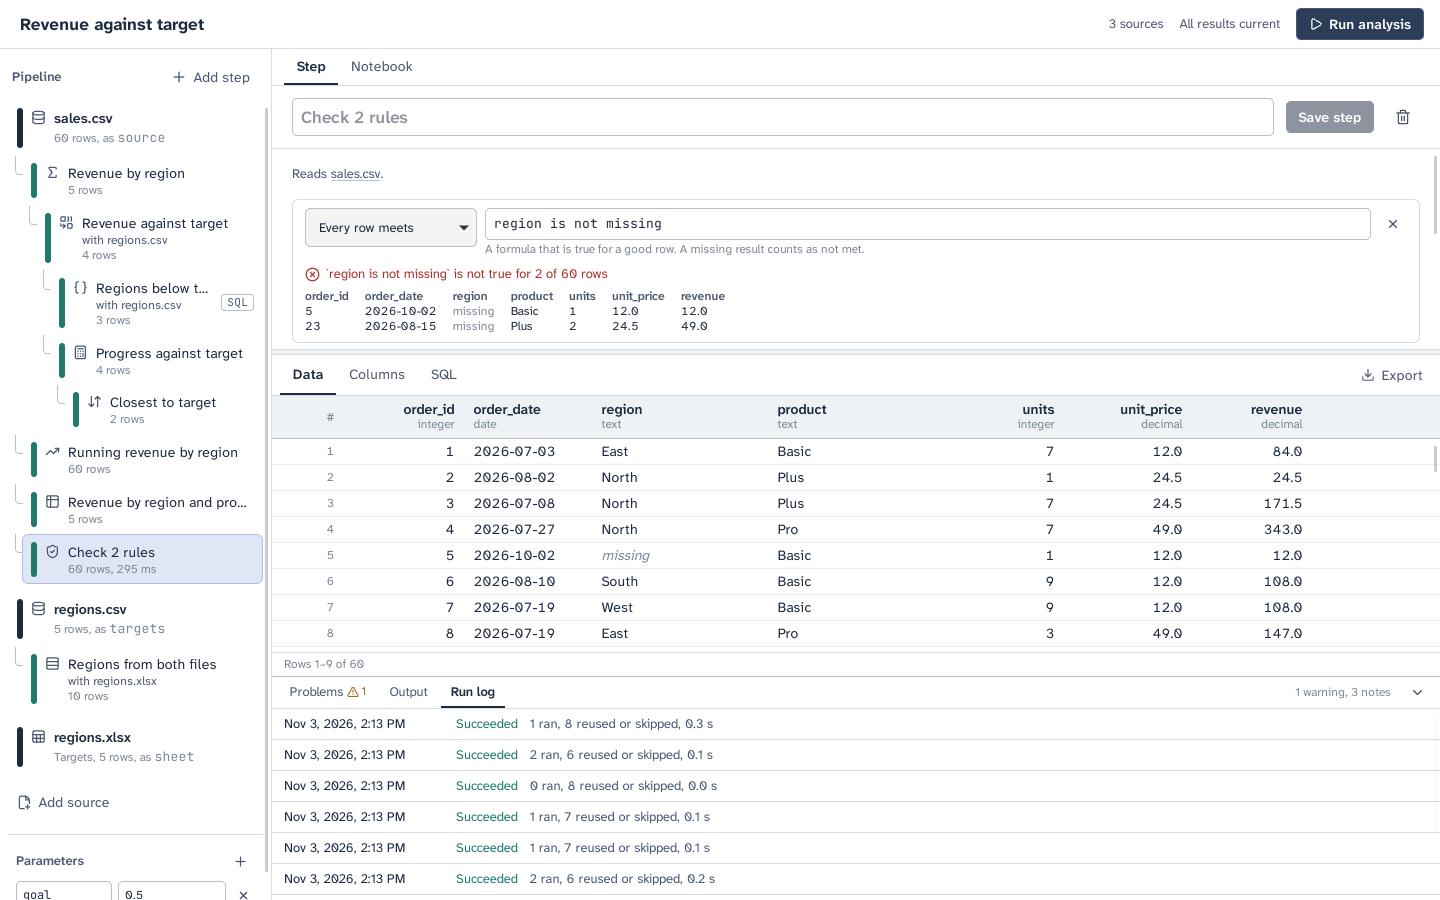 Revenue against target
3 sources
All results current
Run analysis
Pipeline
Add step
sales.csv
60 rows, as source
Revenue by region
5 rows
Revenue against target
with regions.csv
4 rows
Regions below t...
with regions.csv
3 rows
SQL
Progress against target
4 rows
Closest to target
2 rows
Running revenue by region
60 rows
Revenue by region and pro...
5 rows
Check 2 rules
60 rows, 295 ms
regions.csv
5 rows, as targets
Regions from both files
with regions.xlsx
10 rows
regions.xlsx
Targets, 5 rows, as sheet
Add source
Parameters
goal 0.5
Step Notebook
Check 2 rules
Save step
Reads sales.csv.
Every row meets
region is not missing
A formula that is true for a good row. A missing result counts as not met.
`region is not missing` is not true for 2 of 60 rows
order_id order_date region product units unit_price revenue
5 2026-10-02 missing Basic 1 12.0 12.0
23 2026-08-15 missing Plus 2 24.5 49.0
Data Columns SQL
Export
# order_id order_date region product units unit_price revenue
integer date text text integer decimal decimal
1 1 2026-07-03 East Basic 7 12.0 84.0
2 2 2026-08-02 North Plus 1 24.5 24.5
3 3 2026-07-08 North Plus 7 24.5 171.5
4 4 2026-07-27 North Pro 7 49.0 343.0
5 5 2026-10-02 missing Basic 1 12.0 12.0
6 6 2026-08-10 South Basic 9 12.0 108.0
7 7 2026-07-19 West Basic 9 12.0 108.0
8 8 2026-07-19 East Pro 3 49.0 147.0
Rows 1–9 of 60
Problems 1 Output Run log
1 warning, 3 notes
Nov 3, 2026, 2:13 PM Succeeded 1 ran, 8 reused or skipped, 0.3 s
Nov 3, 2026, 2:13 PM Succeeded 2 ran, 6 reused or skipped, 0.1 s
Nov 3, 2026, 2:13 PM Succeeded 0 ran, 8 reused or skipped, 0.0 s
Nov 3, 2026, 2:13 PM Succeeded 1 ran, 7 reused or skipped, 0.1 s
Nov 3, 2026, 2:13 PM Succeeded 1 ran, 7 reused or skipped, 0.1 s
Nov 3, 2026, 2:13 PM Succeeded 2 ran, 6 reused or skipped, 0.2 s